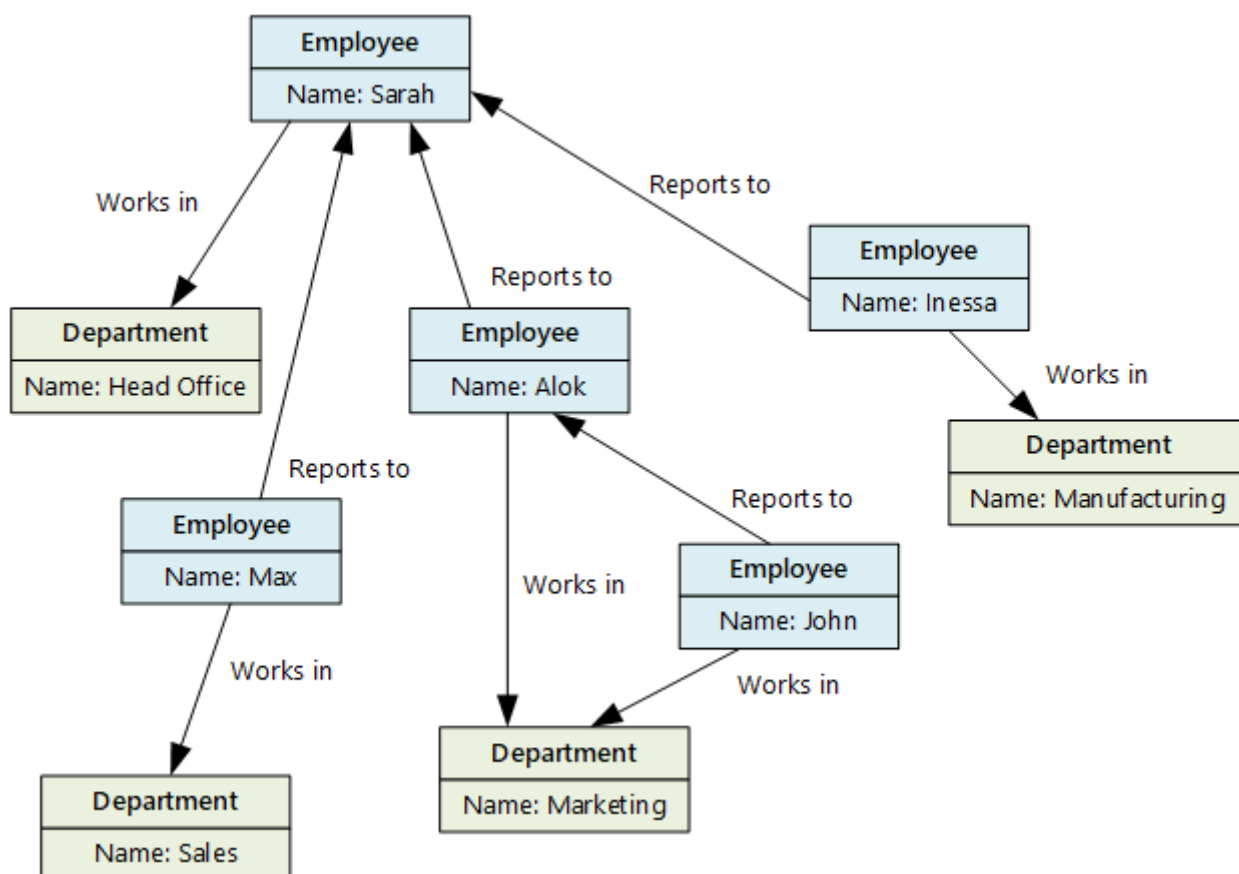 Employee
Name: Sarah
Works in
Reports to
Employee
Name: Inessa
Reports to
Department
Name: Head Office
Employee
Name: Alok
Works in
Department
Name: Manufacturing
Reports to
Employee
Name: Max
Reports to
Employee
Name: John
Works in
Works in
Works in
Department
Name: Marketing
Department
Name: Sales